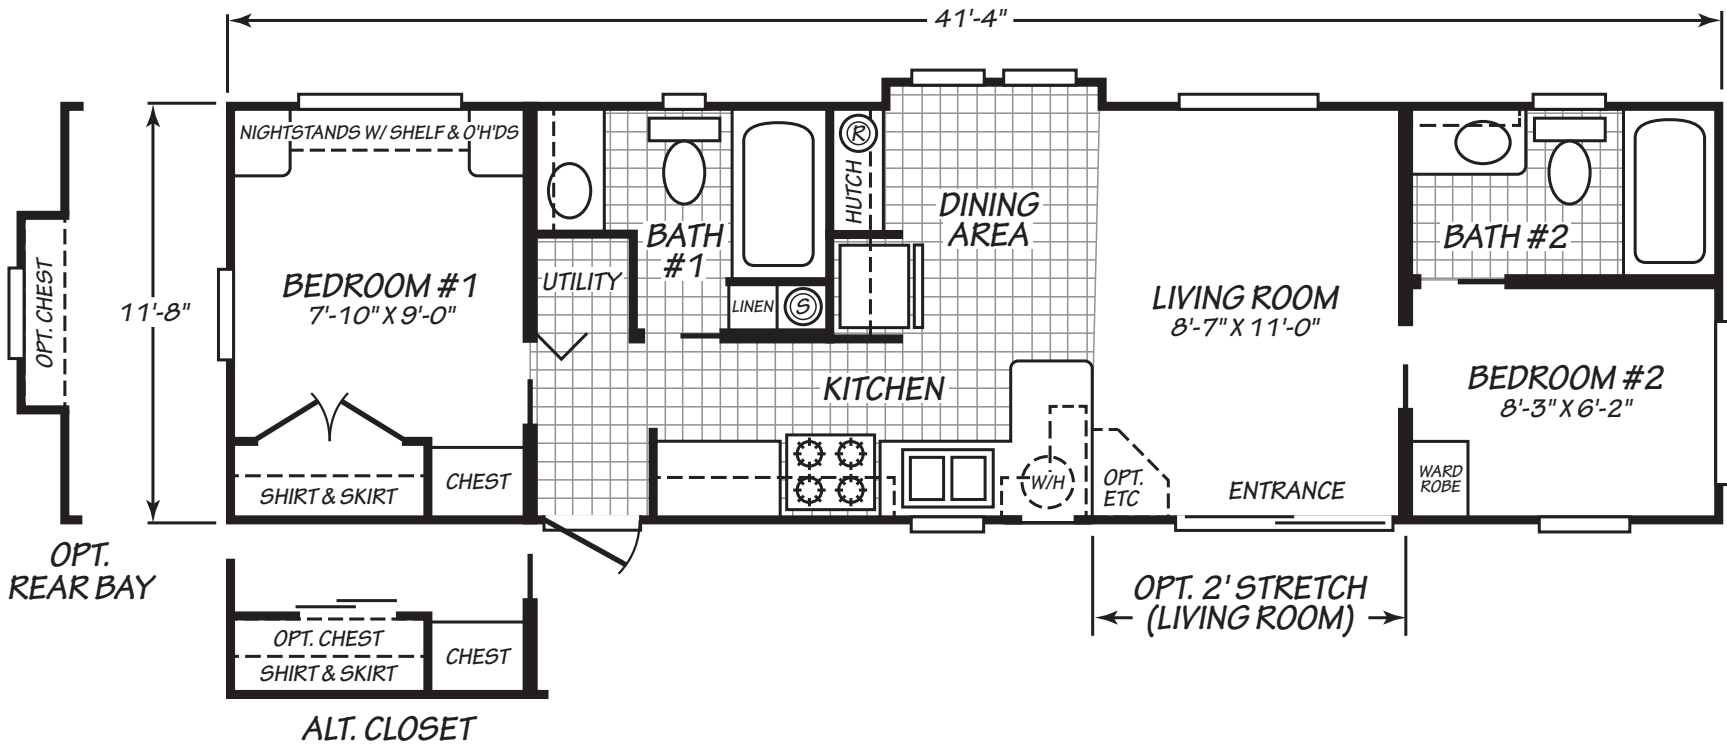 41'-4"
NIGHTSTANDS W/ SHELF & O'H'DS
R
HUTCH
DINING
AREA
BATH
#1
BATH #2
UTILITY
BEDROOM #1
7'-10" X 9'-0"
11'-8"
OPT. CHEST
LINEN
S
LIVING ROOM
8'-7" X 11'-0"
KITCHEN
BEDROOM #2
8'-3" X 6'-2"
SHIRT & SKIRT
CHEST
W/H
OPT.
ETC
ENTRANCE
WARD
ROBE
OPT.
REAR BAY
OPT. 2' STRETCH
(LIVING ROOM)
OPT. CHEST
SHIRT & SKIRT
CHEST
ALT. CLOSET